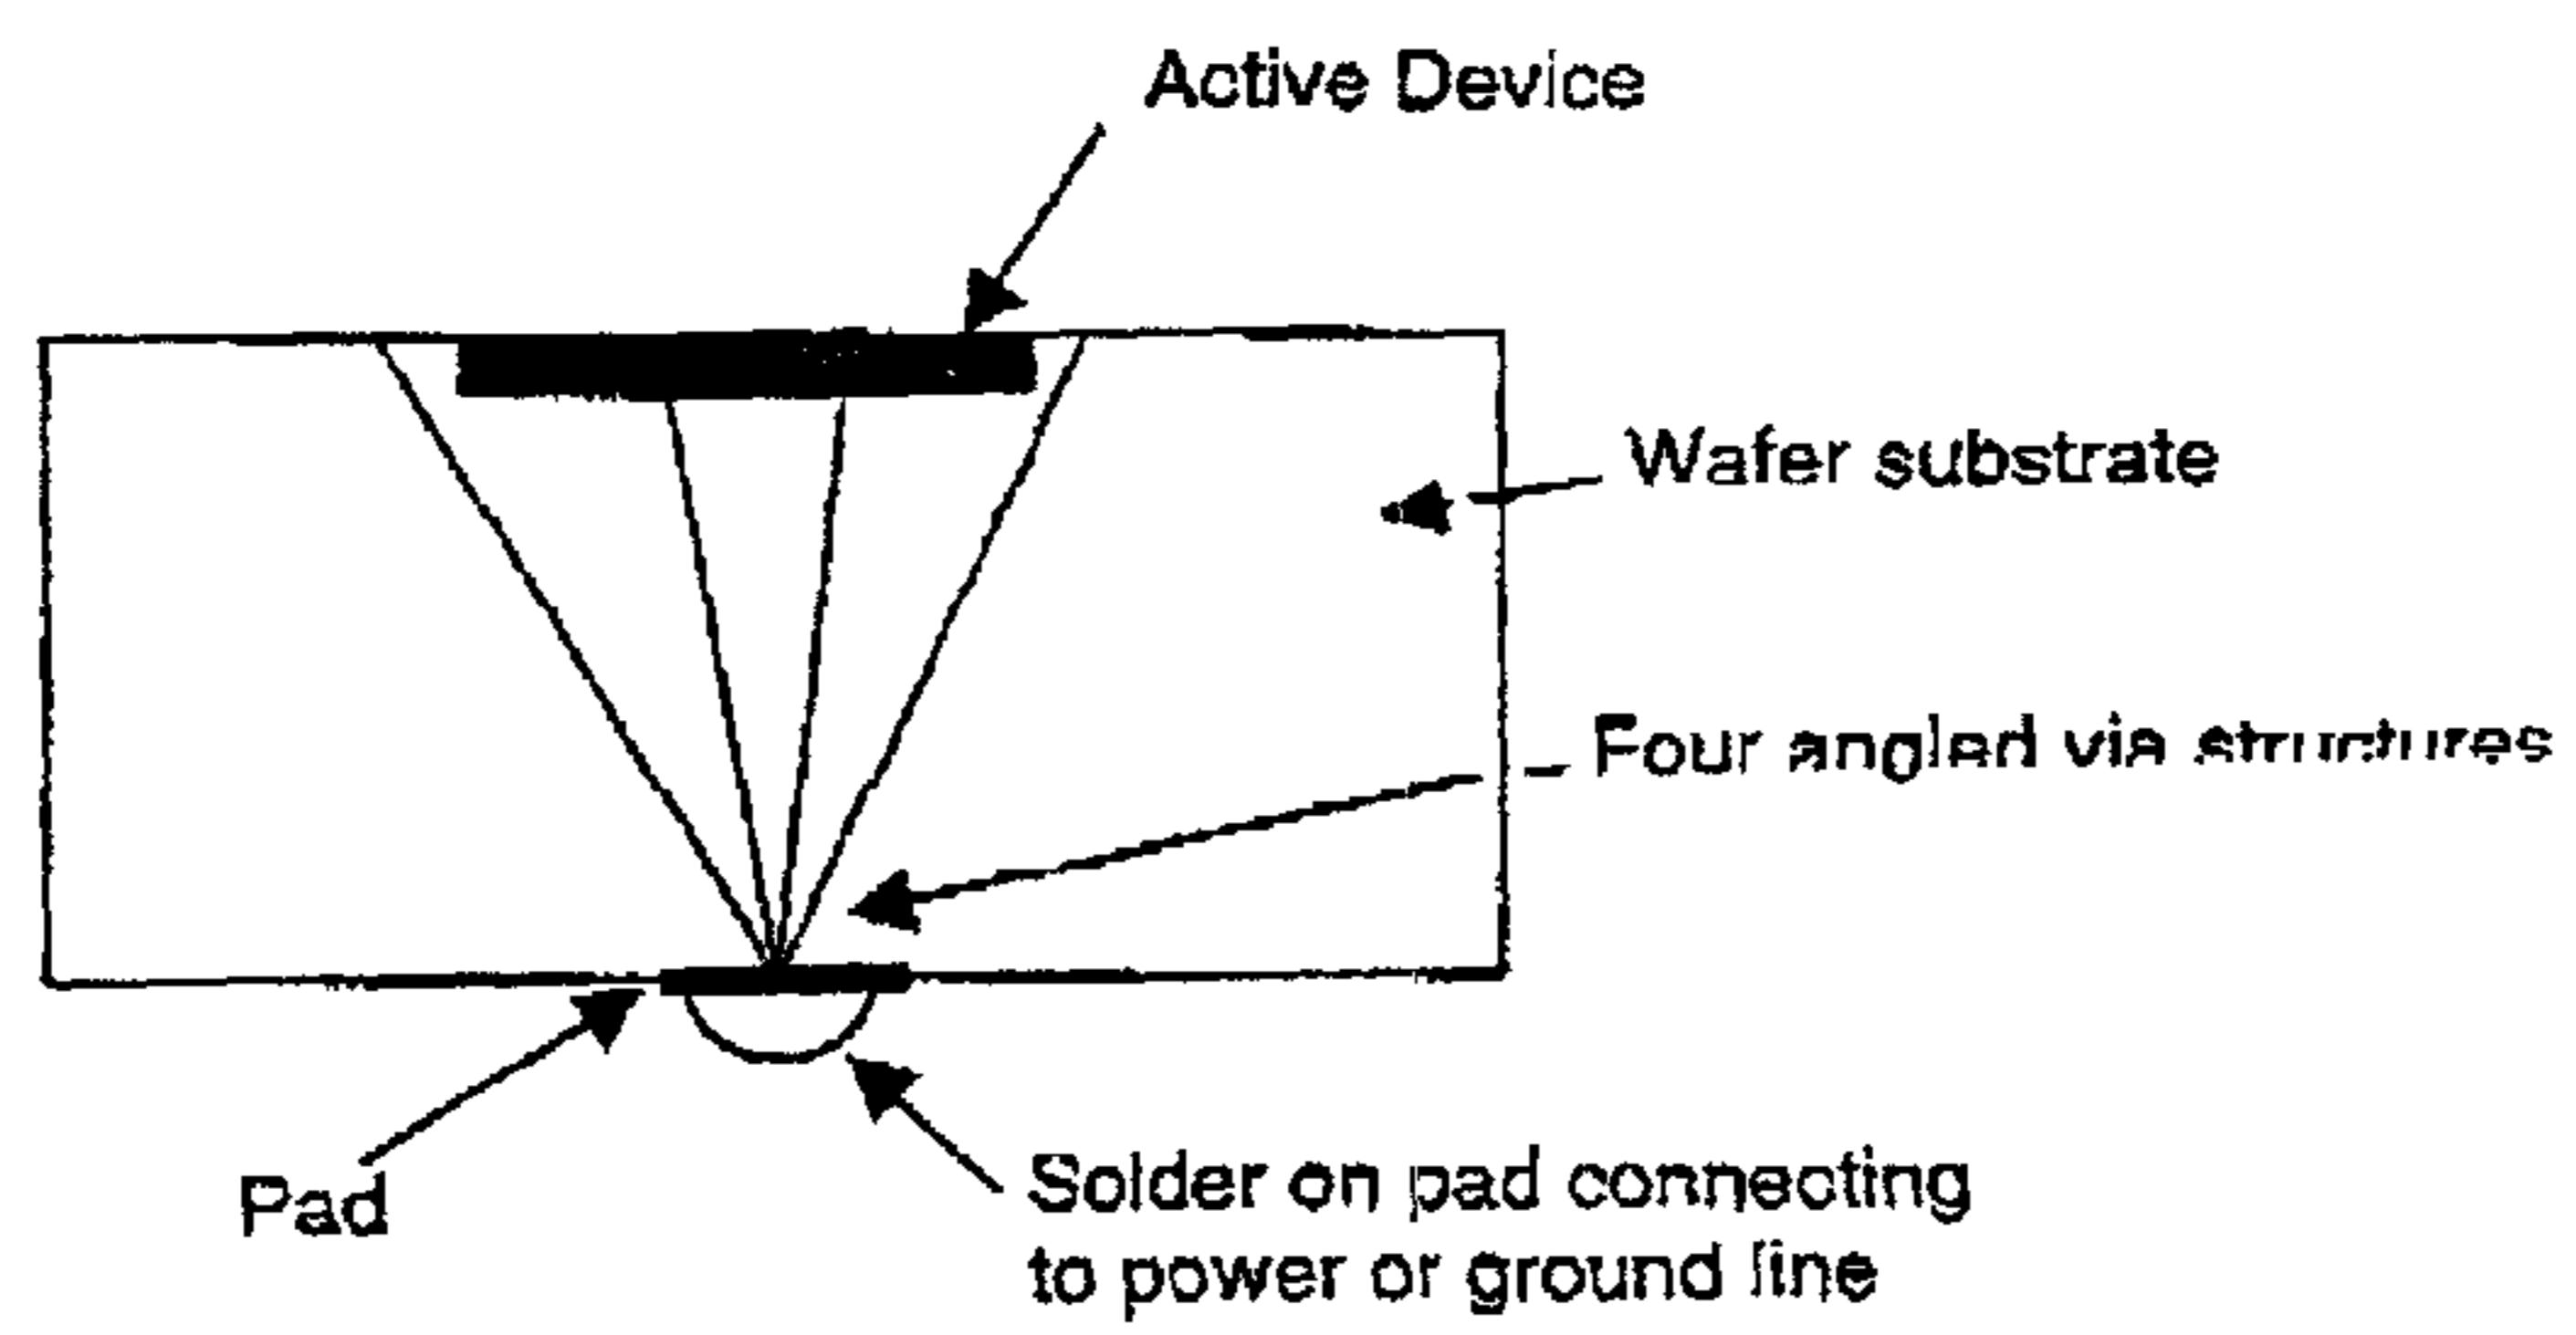 Active Device
Wafer substrate
Four angled via structures
Pad
Solder on pad connecting
to power or ground line